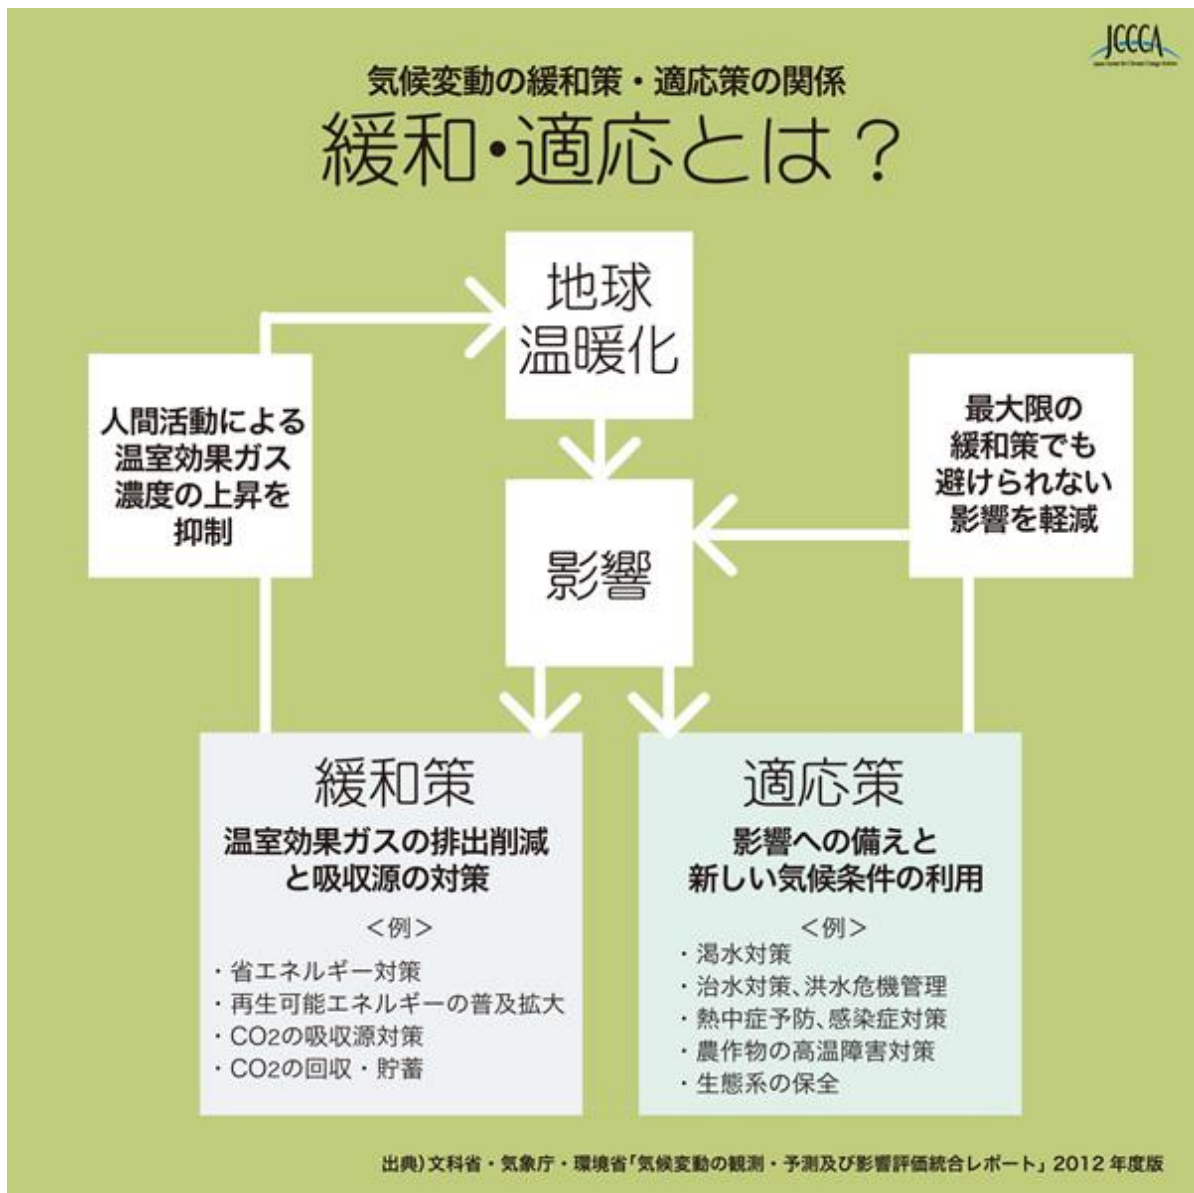 JCCCA
気候変動の緩和策・適応策の関係
緩和・適応とは？
地球
温暖化
人間活動による
温室効果ガス
濃度の上昇を
抑制
最大限の
緩和策でも
避けられない
影響を軽減
影響
緩和策
温室効果ガスの排出削減
と吸収源の対策
＜例＞
・省エネルギー対策
・再生可能エネルギーの普及拡大
・CO2の吸収源対策
・CO2の回収・貯蓄
適応策
影響への備えと
新しい気候条件の利用
＜例＞
・渇水対策
・治水対策、洪水危機管理
・熱中症予防、感染症対策
・農作物の高温障害対策
・生態系の保全
出典）文科省・気象庁・環境省「気候変動の観測・予測及び影響評価統合レポート」2012年度版